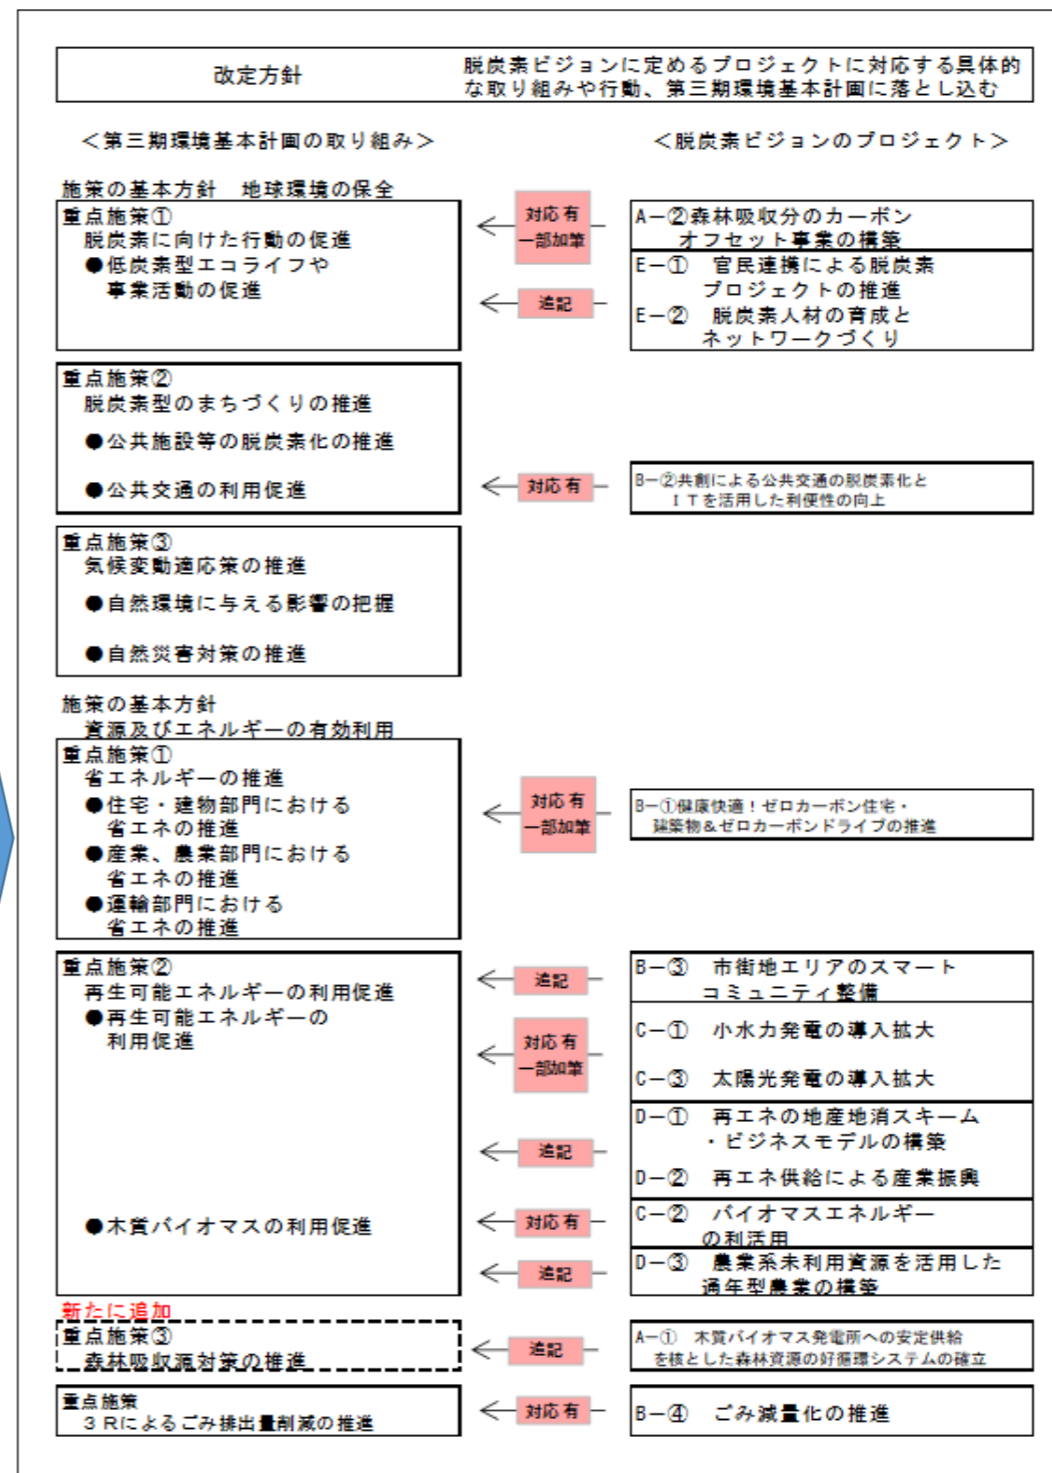 改定方針
脱炭素ビジョンに定めるプロジェクトに対応する具体的
な取り組みや行動、第三期環境基本計画に落とし込む
＜第三期環境基本計画の取り組み＞
＜脱炭素ビジョンのプロジェクト＞
施策の基本方針　地球環境の保全
重点施策①
脱炭素に向けた行動の促進
●低炭素型エコライフや
事業活動の促進
対応有
一部加筆
A－②森林吸収分のカーボン
オフセット事業の構築
追記
E－①　官民連携による脱炭素
プロジェクトの推進
E－②　脱炭素人材の育成と
ネットワークづくり
重点施策②
脱炭素型のまちづくりの推進
●公共施設等の脱炭素化の推進
●公共交通の利用促進
対応有
B－②共創による公共交通の脱炭素化と
ＩＴを活用した利便性の向上
重点施策③
気候変動適応策の推進
●自然環境に与える影響の把握
●自然災害対策の推進
施策の基本方針
資源及びエネルギーの有効利用
重点施策①
省エネルギーの推進
●住宅・建物部門における
省エネの推進
●産業、農業部門における
省エネの推進
●運輸部門における
省エネの推進
対応有
一部加筆
B－①健康快適！ゼロカーボン住宅・
建築物＆ゼロカーボンドライブの推進
重点施策②
再生可能エネルギーの利用促進
●再生可能エネルギーの
利用促進
追記
B－③　市街地エリアのスマート
コミュニティ整備
対応有
一部加筆
C－①　小水力発電の導入拡大
C－③　太陽光発電の導入拡大
追記
D－①　再エネの地産地消スキーム
・ビジネスモデルの構築
D－②　再エネ供給による産業振興
●木質バイオマスの利用促進
対応有
C－②　バイオマスエネルギー
の利活用
追記
D－③　農業系未利用資源を活用した
通年型農業の構築
新たに追加
重点施策③
森林吸収源対策の推進
追記
A－①　木質バイオマス発電所への安定供給
を核とした森林資源の好循環システムの確立
重点施策
３Ｒによるごみ排出量削減の推進
対応有
B－④　ごみ減量化の推進